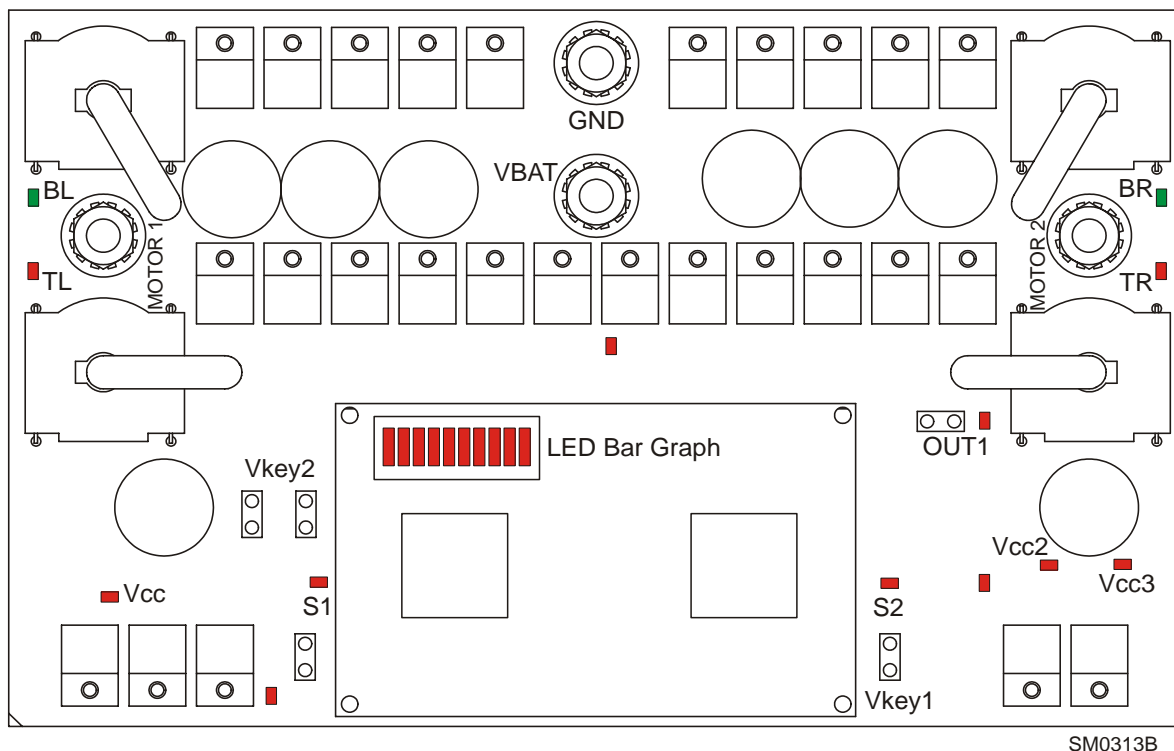 GND
VBAT
BL
BR
MOTOR 1
MOTOR 2
TL
TR
OUT1
LED Bar Graph
Vkey2
Vcc2
Vcc3
Vcc
S1
S2
Vkey1
SM0313B